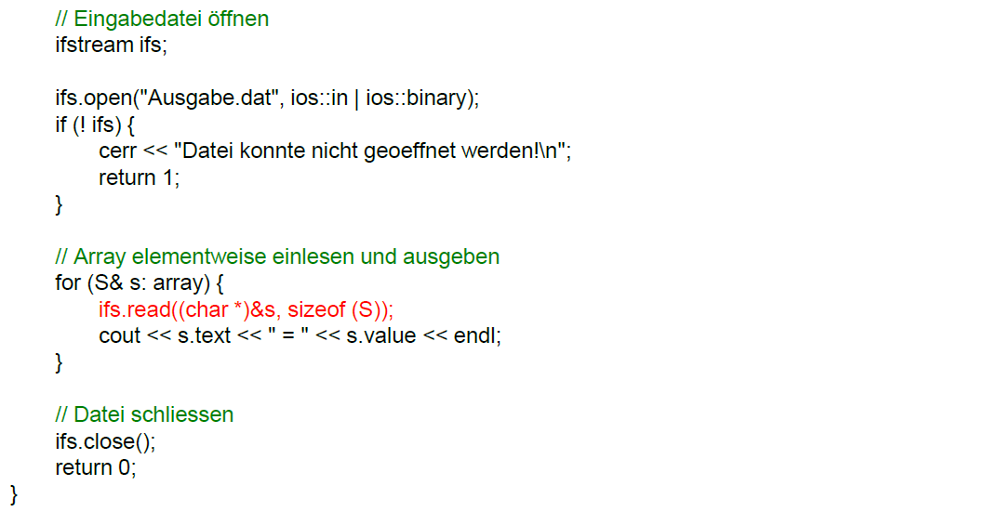 // Eingabedatei öffnen
ifstream ifs;
ifs.open("Ausgabe.dat", ios::in | ios::binary);
if (! ifs) {
cerr << "Datei konnte nicht geoeffnet werden!\n";
return 1;
}
// Array elementweise einlesen und ausgeben
for (S& s: array) {
ifs.read((char *)&s, sizeof (S));
cout << s.text << " = " << s.value << endl;
}
// Datei schliessen
ifs.close();
return 0;
}